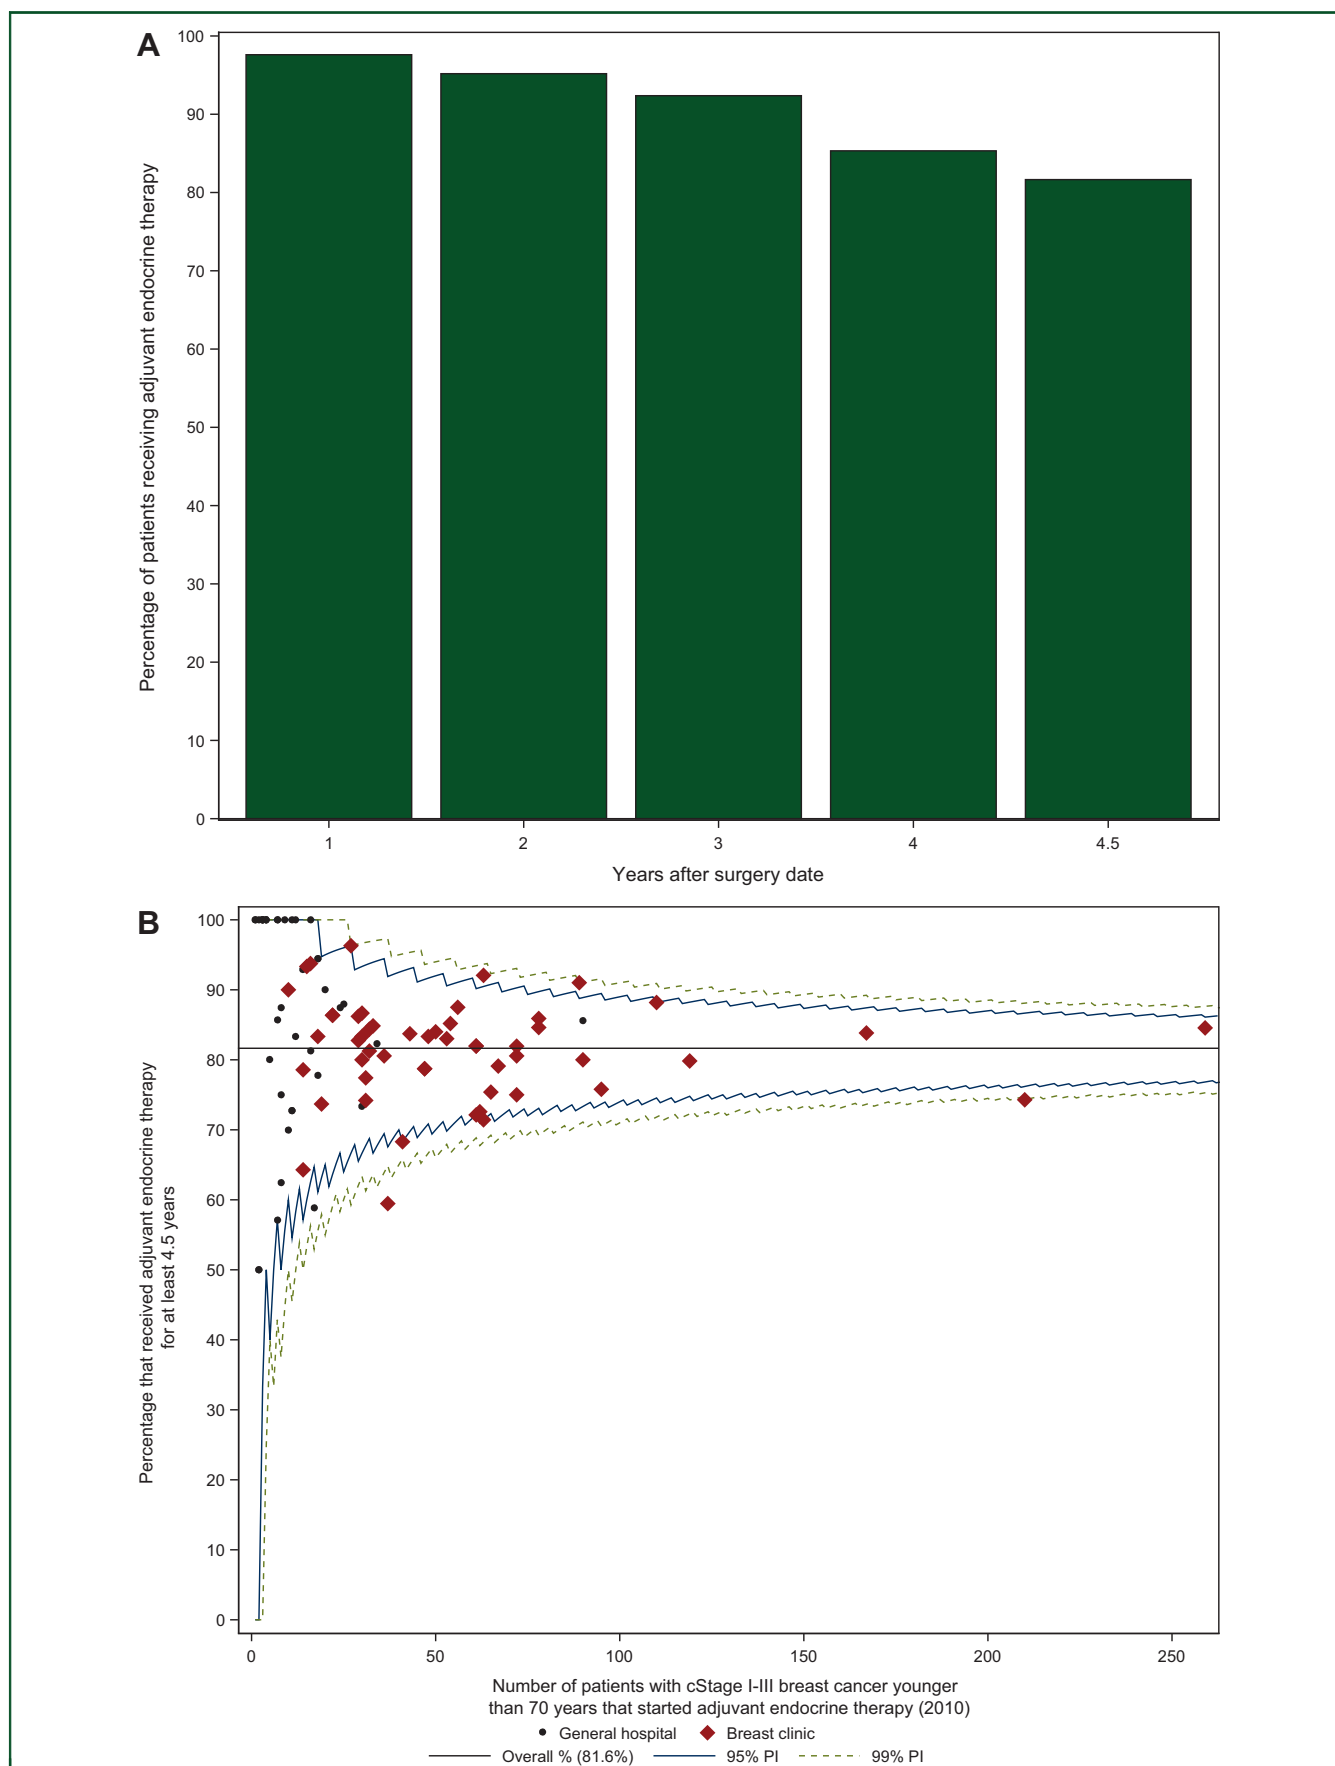 A
Percentage of patients receiving adjuvant endocrine therapy
100
90
80
70
60
50
40
30
20
10
0
1 2 3 4 4.5
Years after surgery date
B
Percentage that received adjuvant endocrine therapy
for at least 4.5 years
100
90
80
70
60
50
40
30
20
10
0
0 50 100 150 200 250
Number of patients with cStage I-III breast cancer younger
than 70 years that started adjuvant endocrine therapy (2010)
General hospital Breast clinic
Overall % (81.6%) 95% PI 99% PI